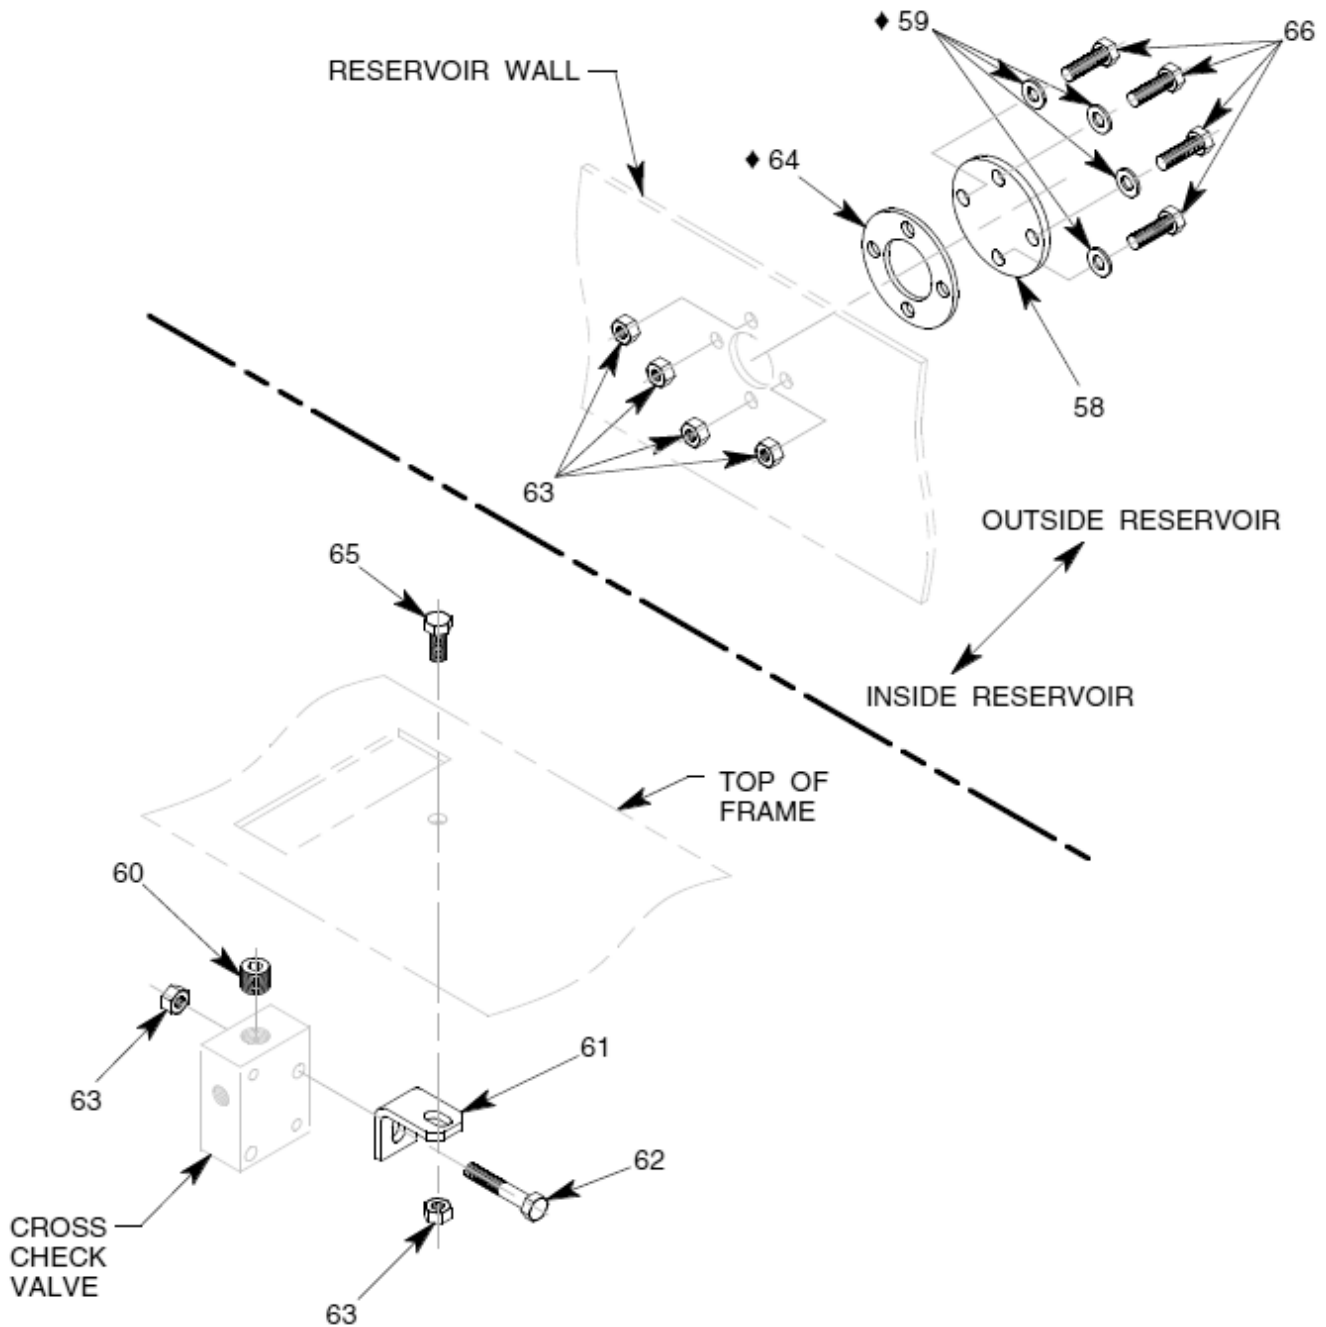 ♦ 59
66
RESERVOIR WALL
♦ 64
58
63
OUTSIDE RESERVOIR
65
INSIDE RESERVOIR
TOP OF
FRAME
60
61
63
62
CROSS
CHECK
VALVE
63